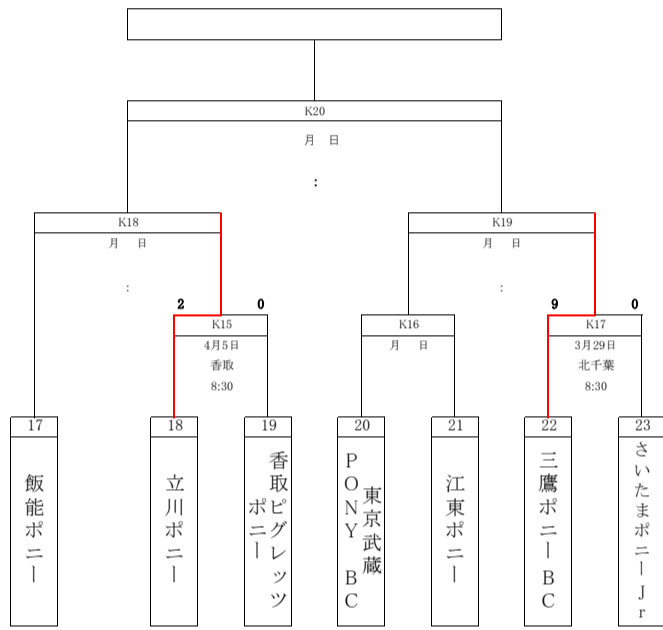 K20
月 日
:
K18
月 日
:
K19
月 日
:
2 0
K15
4月5日
香取
8:30
K16
月 日
9 0
K17
3月29日
北千葉
8:30
17
飯能ポニー
18
立川ポニー
19
香取ピグレッツ
ポニー
20
東京武蔵
PONY BC
21
江東ポニー
22
三鷹ポニーBC
23
さいたまポニーJr